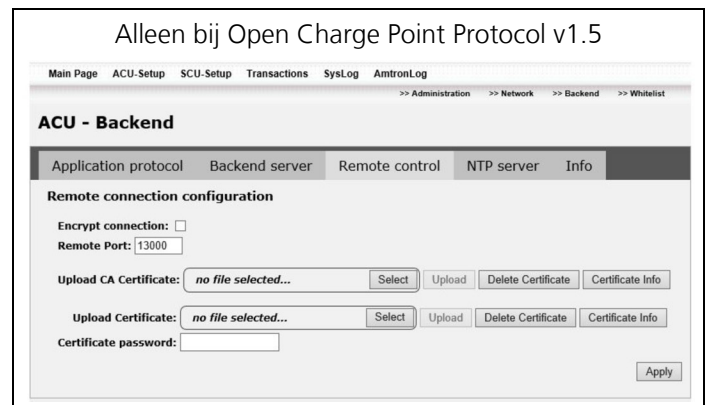 Alleen bij Open Charge Point Protocol v1.5
Main Page ACU-Setup SCU-Setup Transactions SysLog AmtronLog
>> Administration >> Network >> Backend >> Whitelist
ACU - Backend
Application protocol Backend server Remote control NTP server Info
Remote connection configuration
Encrypt connection:
Remote Port: 13000
Upload CA Certificate: no file selected... Select Upload Delete Certificate Certificate Info
Upload Certificate: no file selected... Select Upload Delete Certificate Certificate Info
Certificate password:
Apply